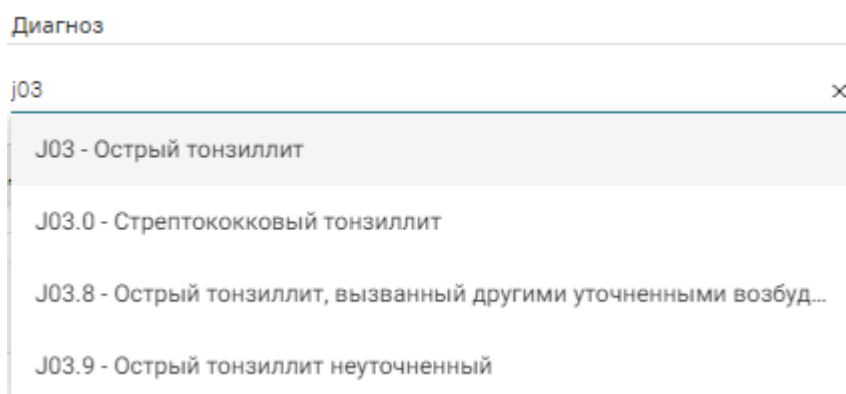 Диагноз
j03
J03 - Острый тонзиллит
J03.0 - Стрептококковый тонзиллит
J03.8 - Острый тонзиллит, вызванный другими уточненными возбуд...
J03.9 - Острый тонзиллит неуточненный